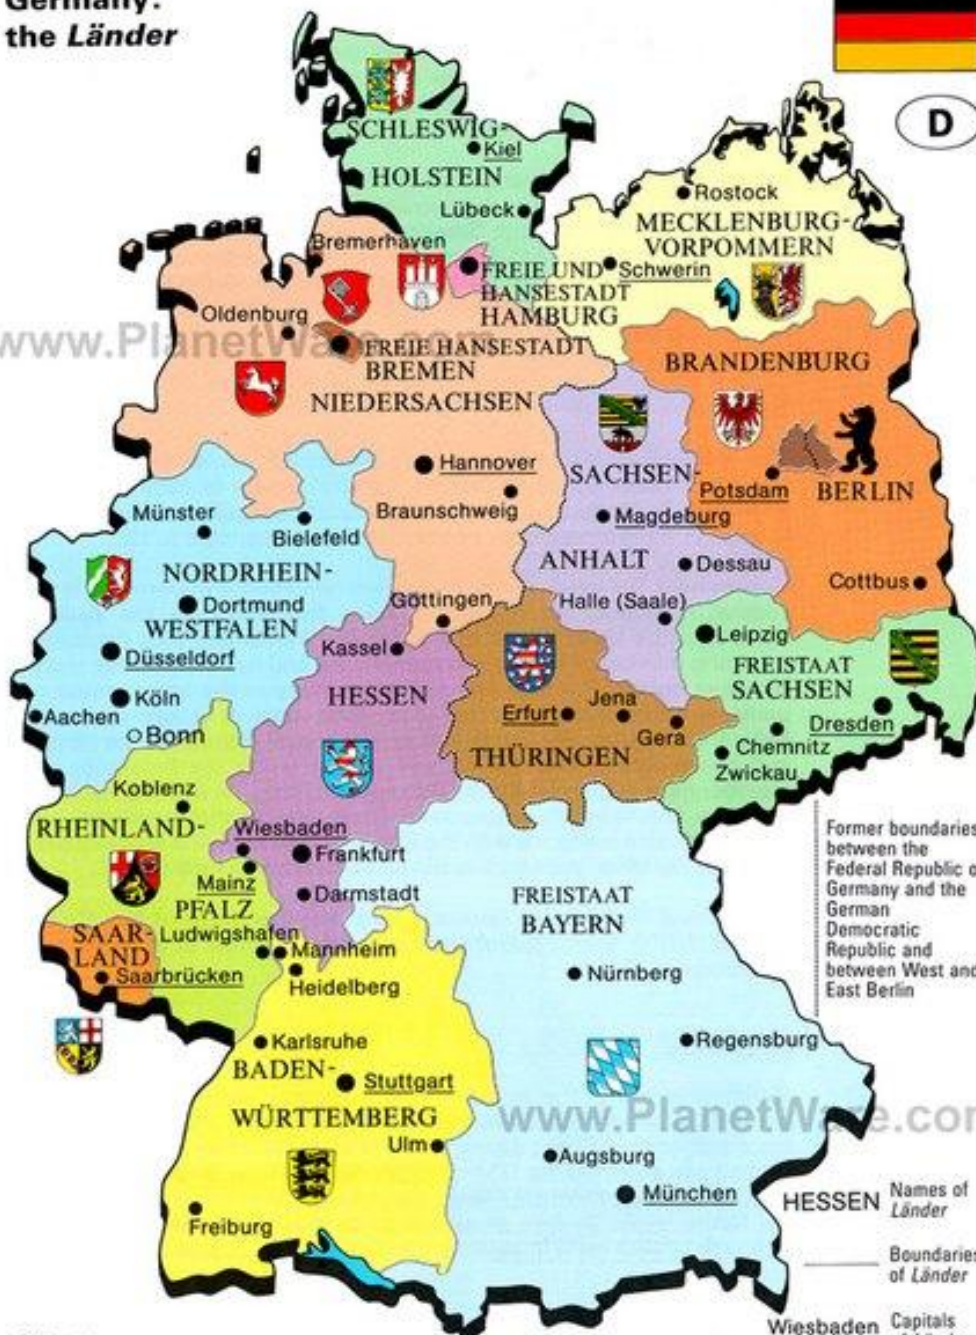 Germany:
the Länder
D
SCHLESWIG-
Kiel
HOLSTEIN
Lübeck
Rostock
MECKLENBURG-
VORPOMMERN
Bremerhaven
FREIE UND
Schwerin
HANSESTADT
HAMBURG
Oldenburg
www.PlanetWare.com
FREIE HANSESTADT
BREMEN
BRANDENBURG
NIEDERSACHSEN
Hannover
SACHSEN-
Potsdam
BERLIN
Braunschweig
Münster
Bielefeld
Magdeburg
ANHALT
Dessau
NORDRHEIN-
Cottbus
Dortmund
Göttingen
Halle (Saale)
WESTFALEN
Leipzig
Düsseldorf
Kassel
FREISTAAT
SACHSEN
HESSEN
Köln
Jena
Erfurt
Aachen
Dresden
Bonn
Gera
Chemnitz
THÜRINGEN
Zwickau
Koblenz
RHEINLAND-
Wiesbaden
Frankfurt
Mainz
Darmstadt
PFALZ
FREISTAAT
BAYERN
Former boundaries
between the
Federal Republic o
Germany and the
German
Democratic
Republic and
between West and
East Berlin
SAAR-
LAND
Ludwigshafen
Mannheim
Saarbrücken
Heidelberg
Nürnberg
Karlsruhe
Regensburg
BADEN-
Stuttgart
WÜRTTEMBERG
www.PlanetWare.com
Ulm
Augsburg
München
Freiburg
HESSEN Names of
Länder
Boundaries
of Länder
Wiesbaden Capitals